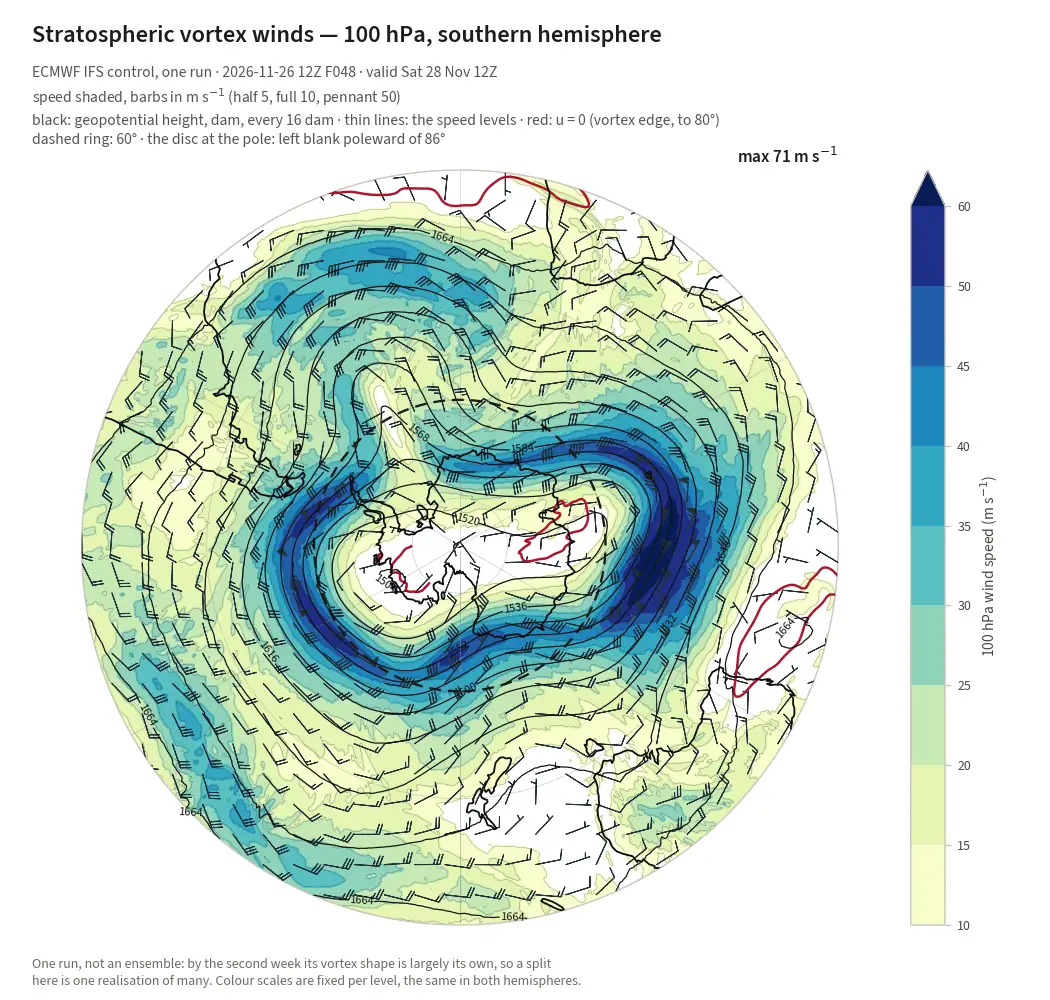 Stratospheric vortex winds — 100 hPa, southern hemisphere
ECMWF IFS control, one run · 2026-11-26 12Z F048 · valid Sat 28 Nov 12Z
speed shaded, barbs in m s⁻¹ (half 5, full 10, pennant 50)
black: geopotential height, dam, every 16 dam · thin lines: the speed levels · red: u = 0 (vortex edge, to 80°)
dashed ring: 60° · the disc at the pole: left blank poleward of 86°
max 71 m s⁻¹
1664
1568
1584
1520
1536
1616
1664
1664
1664
1664
1664
60
50
45
40
35
30
25
20
15
10
100 hPa wind speed (m s⁻¹)
One run, not an ensemble: by the second week its vortex shape is largely its own, so a split
here is one realisation of many. Colour scales are fixed per level, the same in both hemispheres.